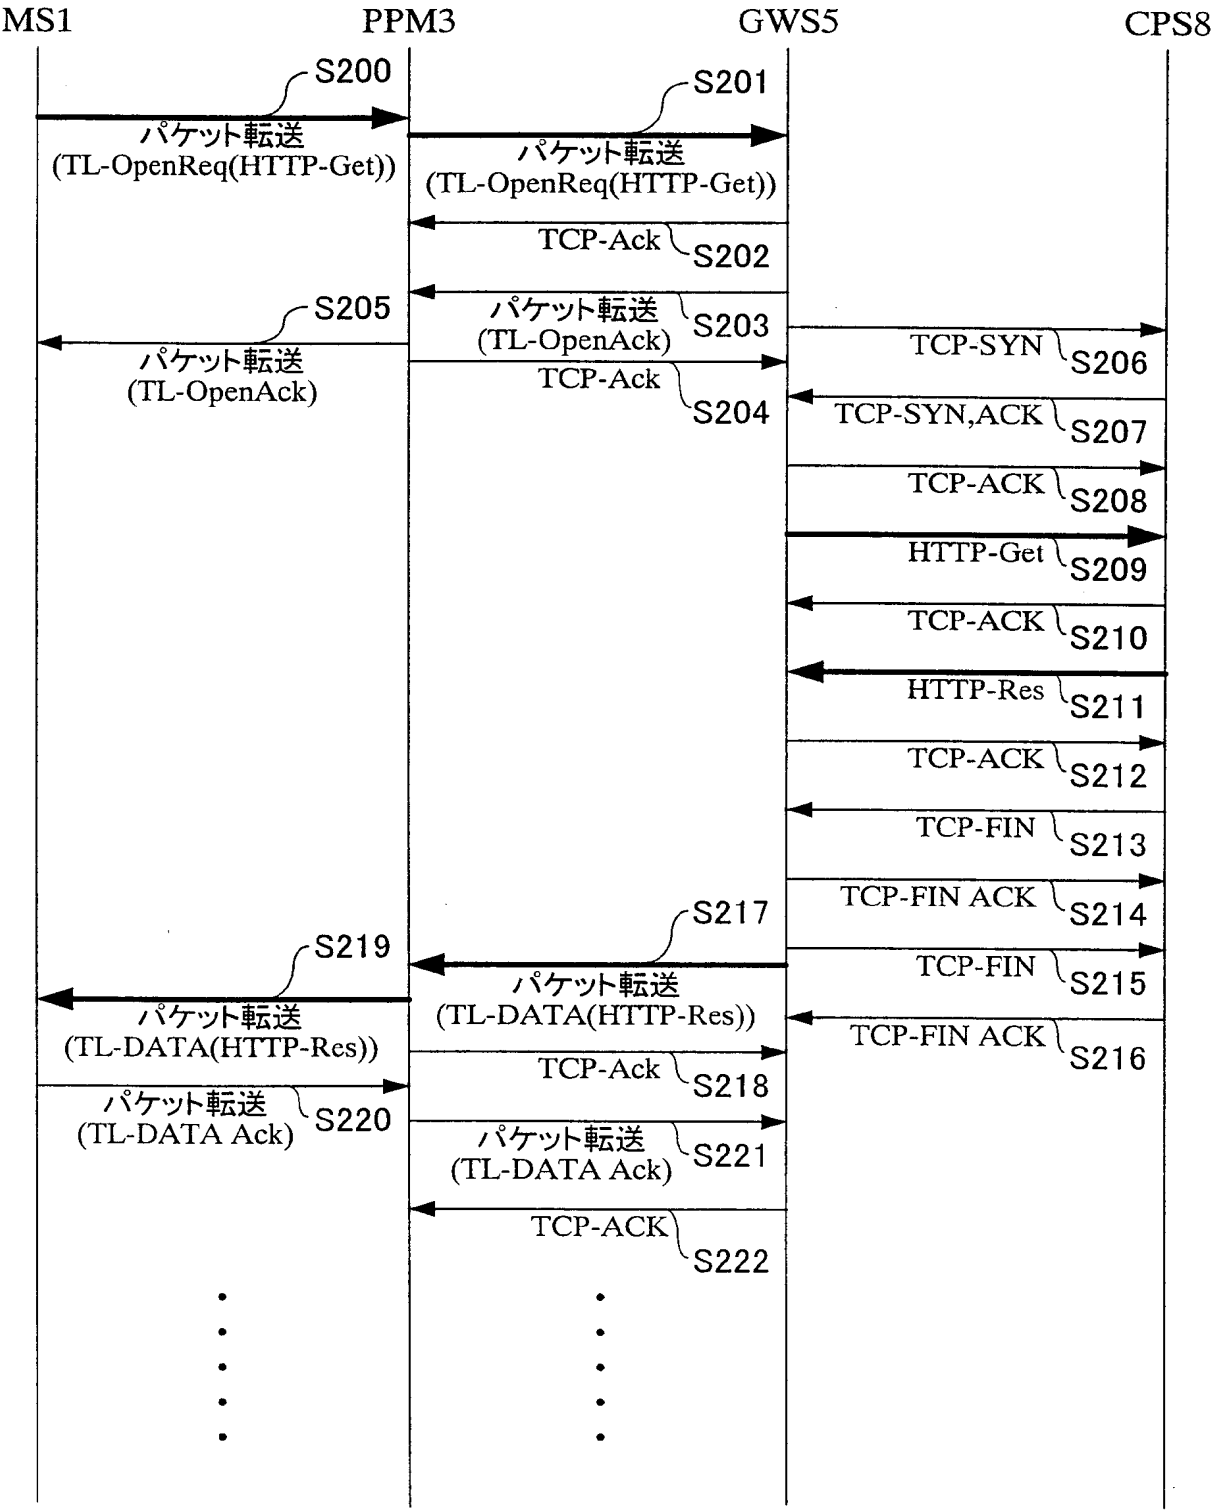 MS1
PPM3
GWS5
CPS8
S200
パケット転送
(TL-OpenReq(HTTP-Get))
S201
パケット転送
(TL-OpenReq(HTTP-Get))
TCP-Ack
S202
パケット転送
(TL-OpenAck)
S203
S205
パケット転送
(TL-OpenAck)
TCP-Ack
S204
TCP-SYN
S206
TCP-SYN,ACK
S207
TCP-ACK
S208
HTTP-Get
S209
TCP-ACK
S210
HTTP-Res
S211
TCP-ACK
S212
TCP-FIN
S213
TCP-FIN ACK
S214
TCP-FIN
S215
TCP-FIN ACK
S216
S217
パケット転送
(TL-DATA(HTTP-Res))
S219
パケット転送
(TL-DATA(HTTP-Res))
TCP-Ack
S218
パケット転送
(TL-DATA Ack)
S220
パケット転送
(TL-DATA Ack)
S221
TCP-ACK
S222